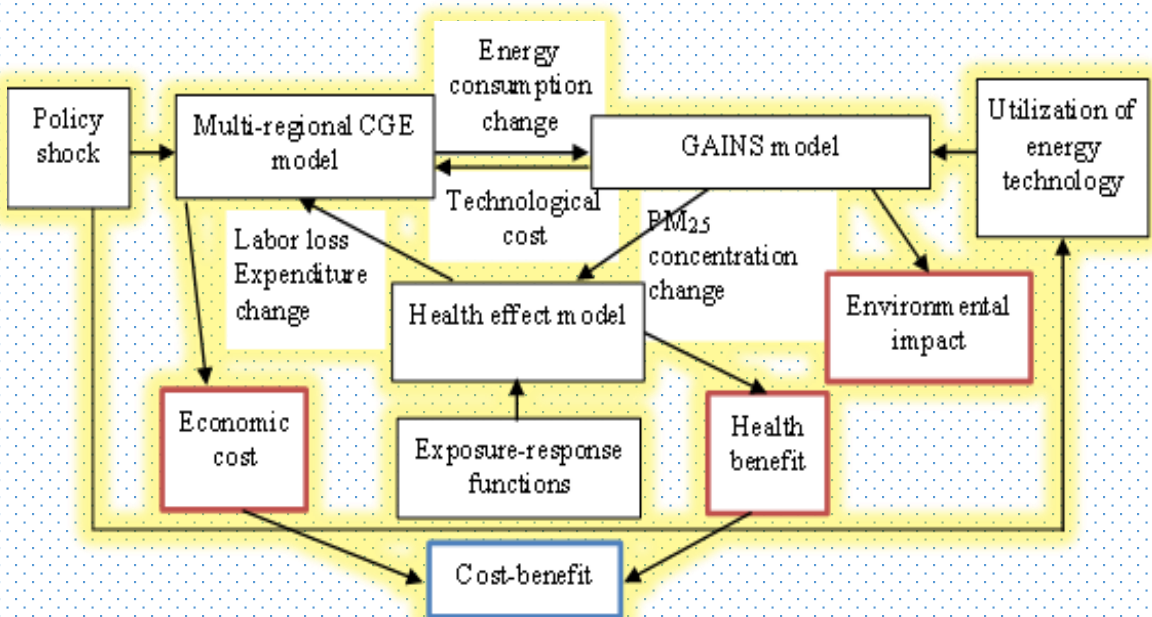 Policy
shock
Multi-regional CGE
model
Energy
consumption
change
GAINS model
Utilization of
energy
technology
Technological
cost
Labor loss
Expenditure
change
PM2.5
concentration
change
Health effect model
Environmental
impact
Economic
cost
Exposure-response
functions
Health
benefit
Cost-benefit